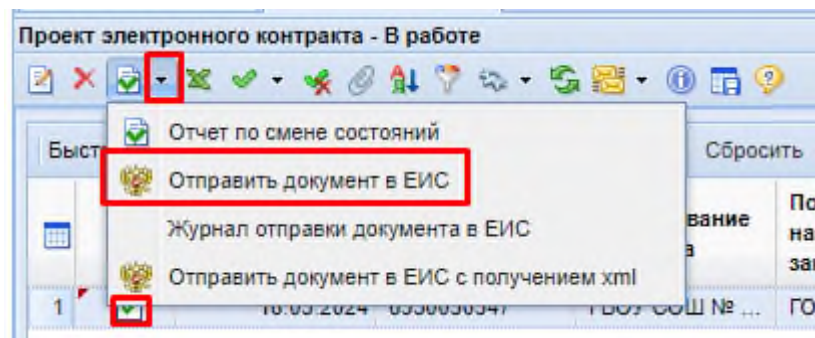 Проект электронного контракта - В работе
Отчет по смене состояний
Быст
Сбросить
Отправить документ в ЕИС
Журнал отправки документа в ЕИС
вание
а
По
на
за
Отправить документ в ЕИС с получением xml
1
ГО